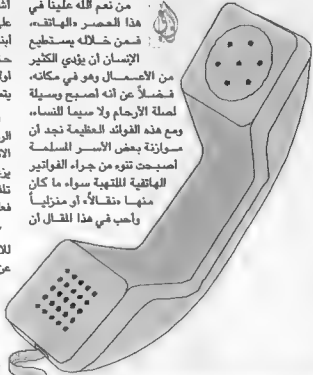 من نعم الله علينا في
هذا العصر «الهاتف»،
فمن خلاله يستطيع
الإنسان أن يؤدي الكثير
من الأعمال وهو في مكانه،
فضلاً عن أنه أصبح وسيلة
لصلة الأرحام ولا سيما للنساء،
ومع هذه الفوائد العظيمة نجد أن
موازنة بعض الأسر المسلمة
أصبحت تنوء من جراء الفواتير
الهاتفية الملتهبة سواء ما كان
منها «نقالاً» أو منزلياً
وأحب في هذا المقال أن